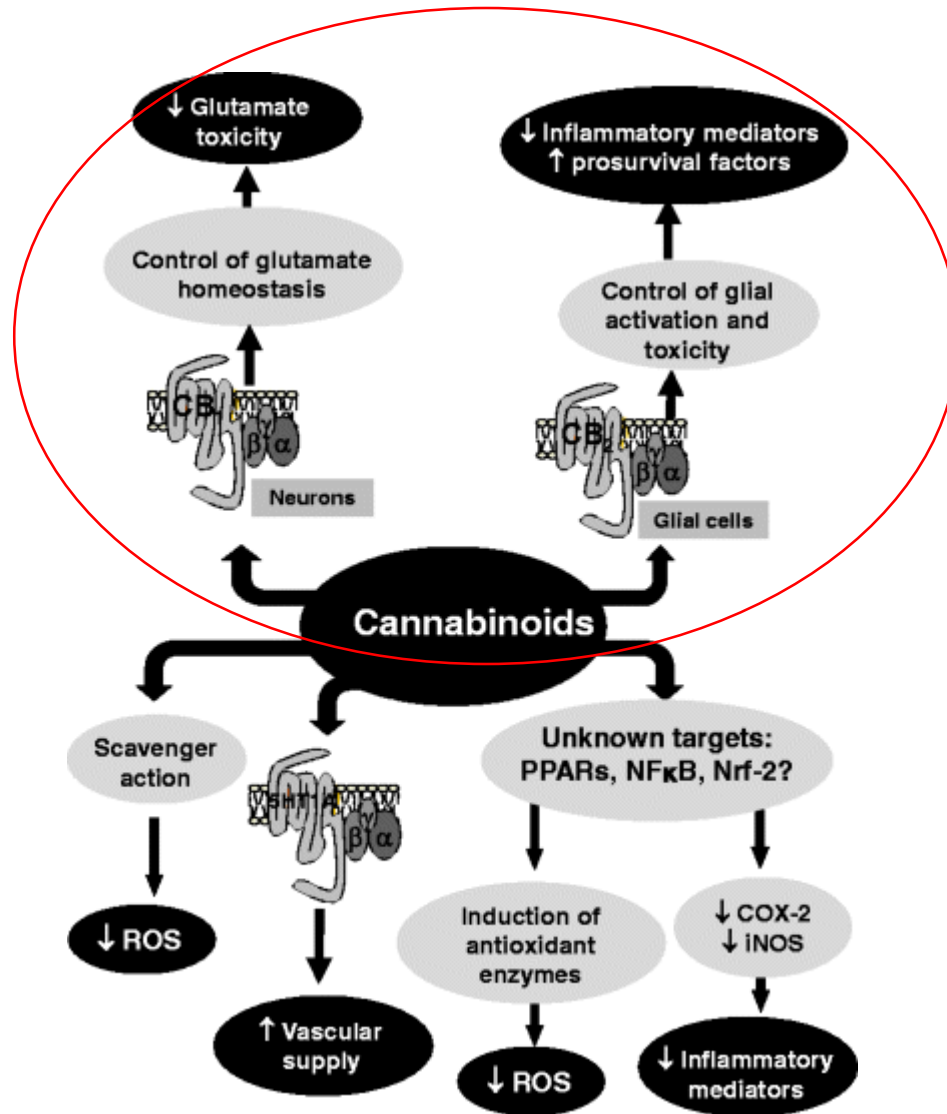 ↓ Glutamate
toxicity
↓ Inflammatory mediators
↑ prosurvival factors
Control of glutamate
homeostasis
Control of glial
activation and
toxicity
CB
β γ α
Neurons
CB2
β γ α
Glial cells
Cannabinoids
Scavenger
action
↓ ROS
5HT1A
β γ α
↑ Vascular
supply
Unknown targets:
PPARs, NFκB, Nrf-2?
Induction of
antioxidant
enzymes
↓ ROS
↓ COX-2
↓ iNOS
↓ Inflammatory
mediators